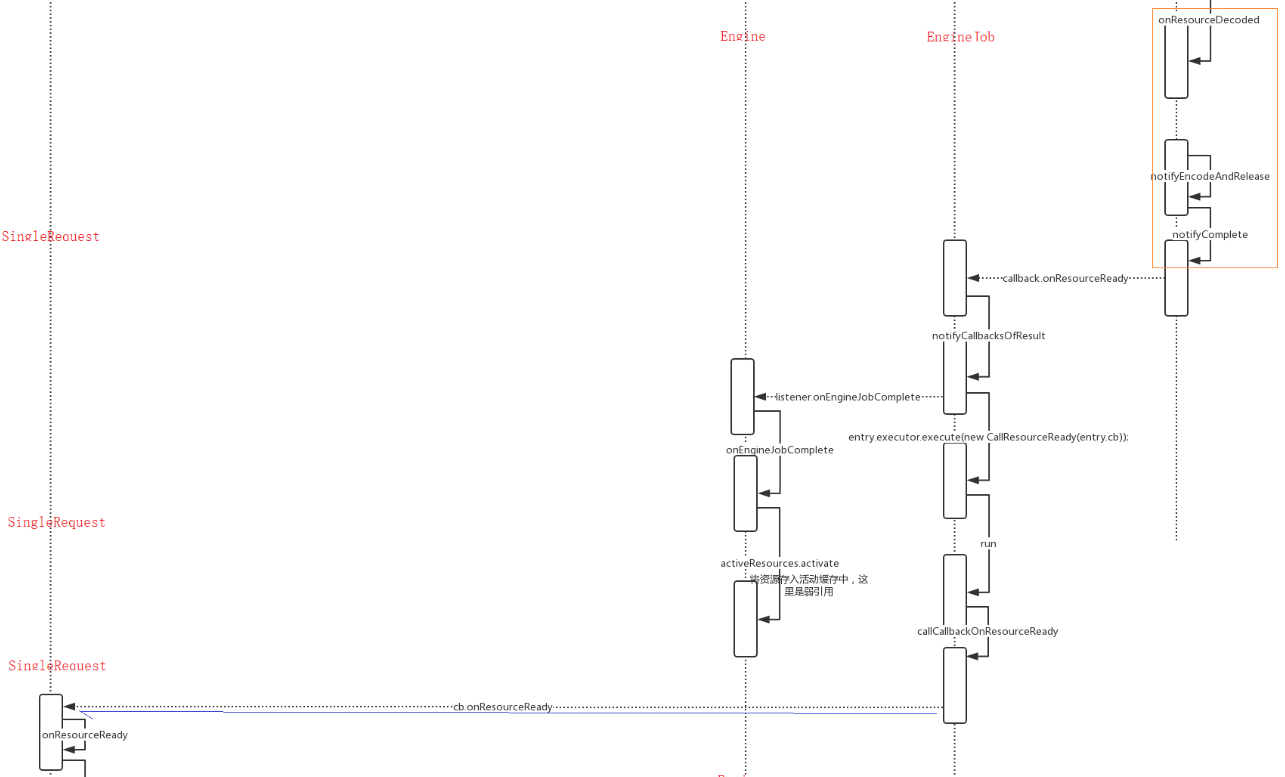 onResourceDecoded
Engine
EngineJob
notifyEncodeAndRelease
SingleRequest
notifyComplete
callback.onResourceReady
notifyCallbacksOfResult
listener.onEngineJobComplete
entry.executor.execute(new CallResourceReady(entry.cb));
onEngineJobComplete
SingleRequest
run
activeResources.activate
将资源存入活动缓存中，这
里是弱引用
callCallbackOnResourceReady
SingleRequest
cb.onResourceReady
onResourceReady